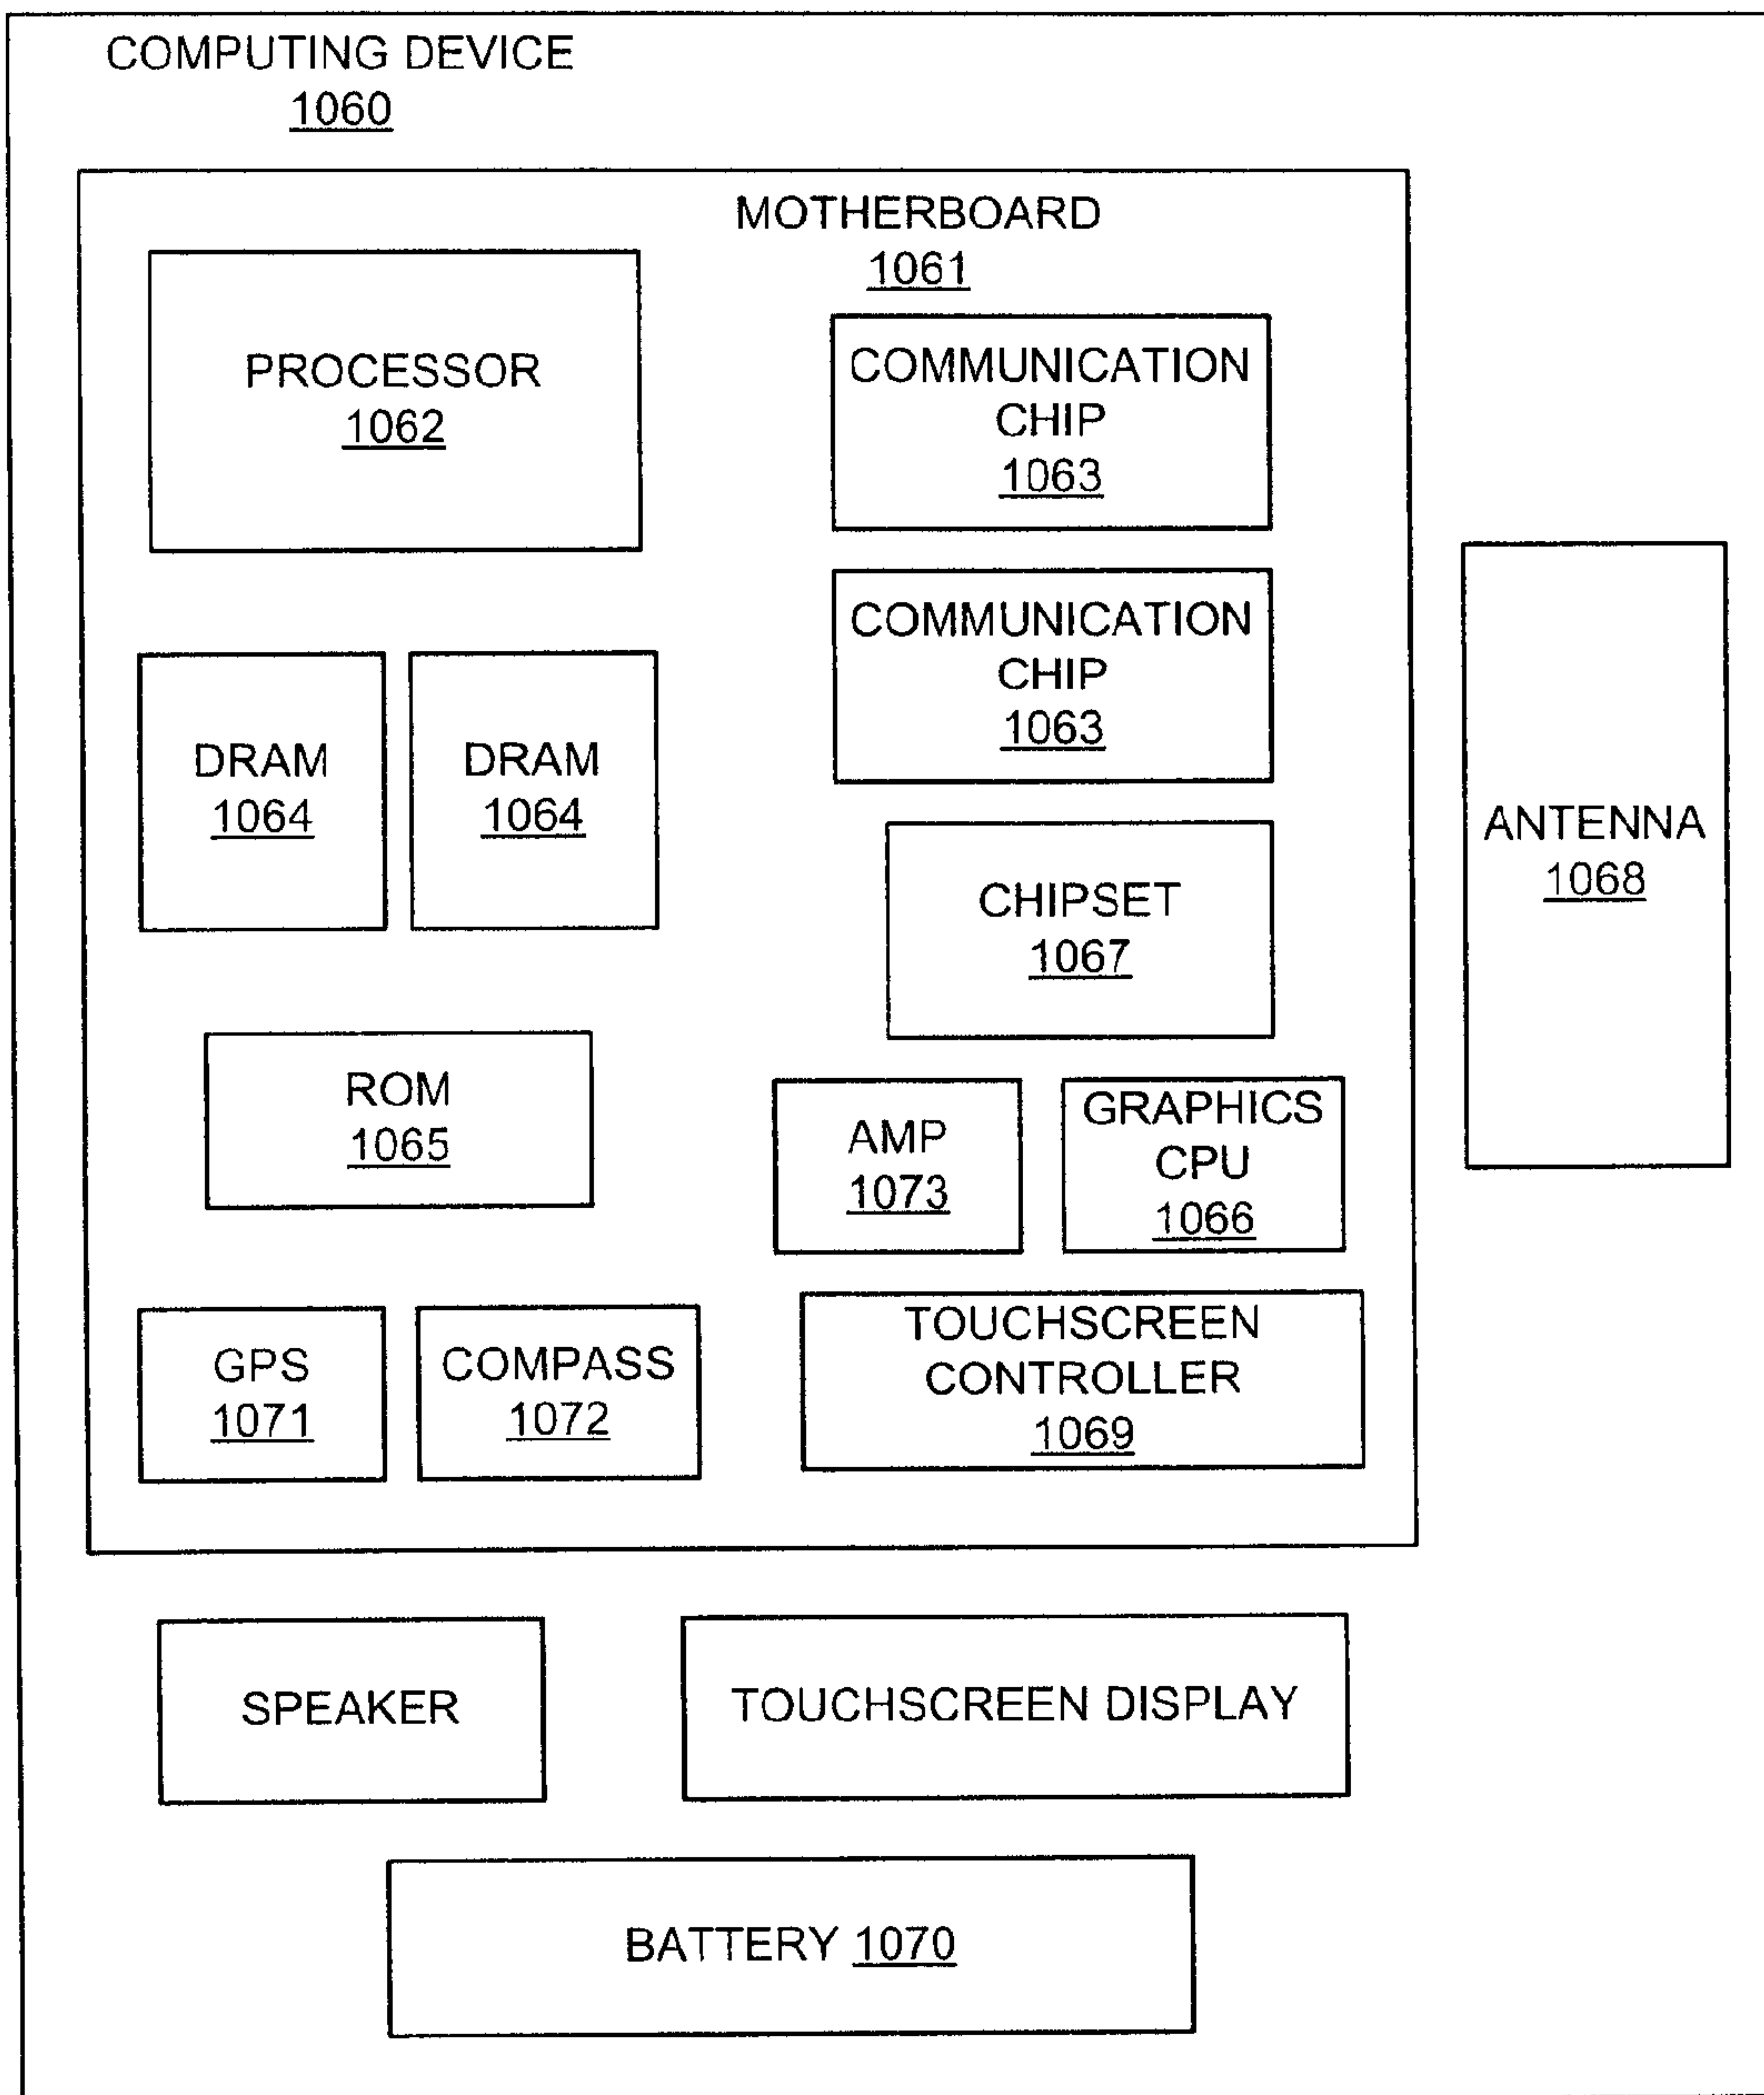 COMPUTING DEVICE
1060
MOTHERBOARD
1061
PROCESSOR
1062
COMMUNICATION
CHIP
1063
COMMUNICATION
CHIP
1063
DRAM
1064
DRAM
1064
CHIPSET
1067
ANTENNA
1068
ROM
1065
AMP
1073
GRAPHICS
CPU
1066
GPS
1071
COMPASS
1072
TOUCHSCREEN
CONTROLLER
1069
SPEAKER
TOUCHSCREEN DISPLAY
BATTERY 1070